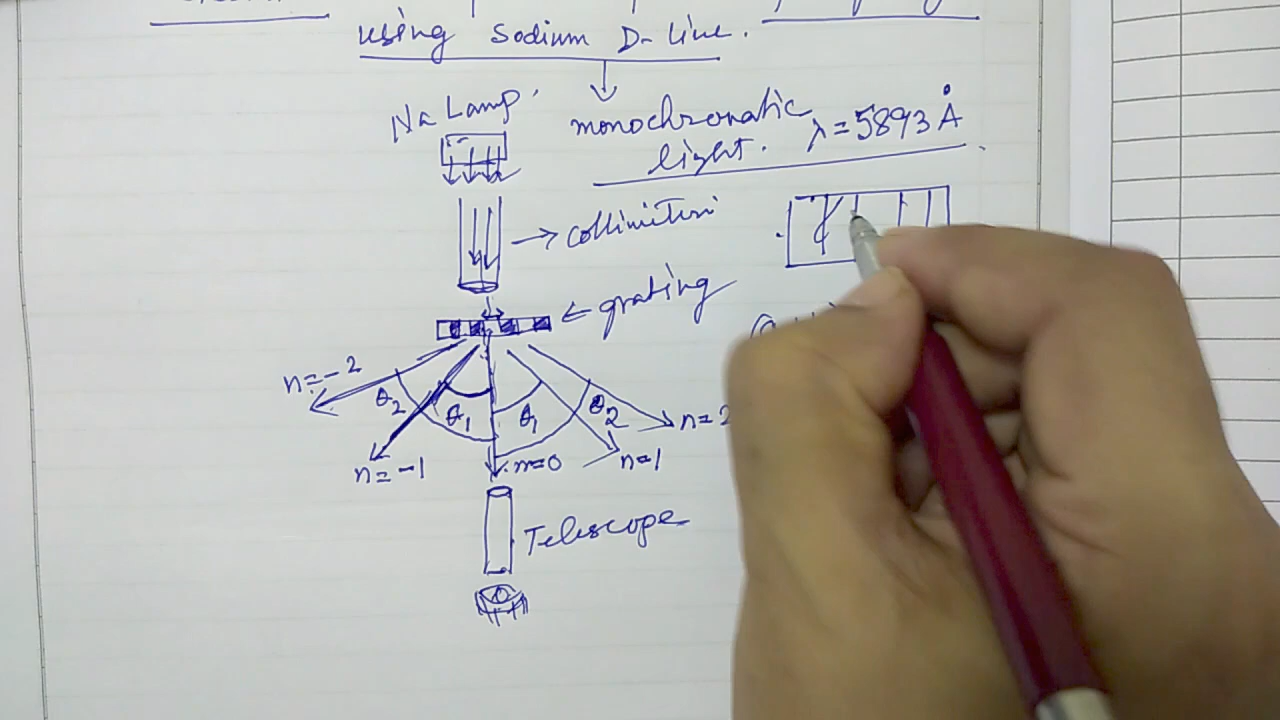 using Sodium D- Line.
Na Lamp.
monochromatic
light. λ = 5893 Å
→ collimiter
← grating
n = -2
θ2
θ1
θ1
θ2
n = 2
n = -1
n=0
n=1
Telescope